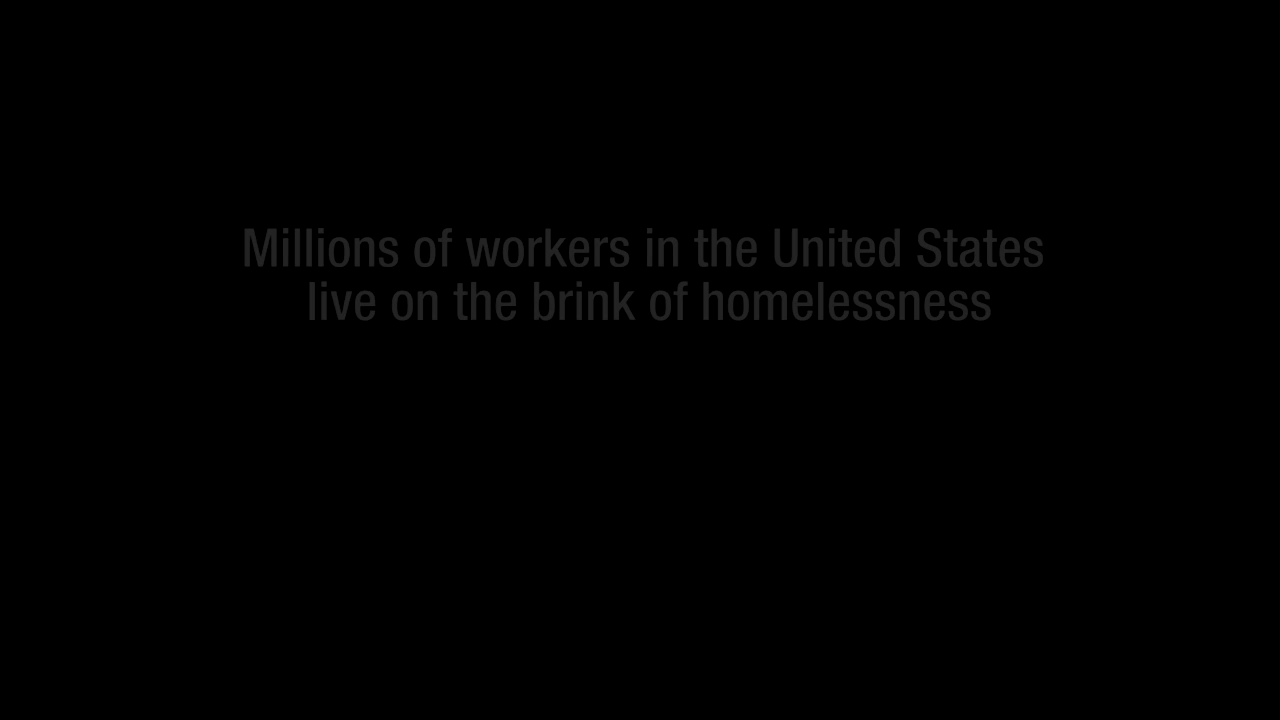 Millions of workers in the United States
live on the brink of homelessness